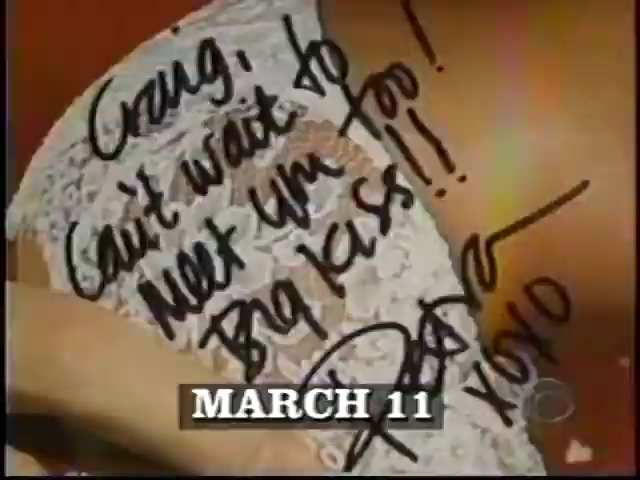 Craig,
Can't wait to
Meet you too!
Big Kiss!!
XOXO
MARCH 11